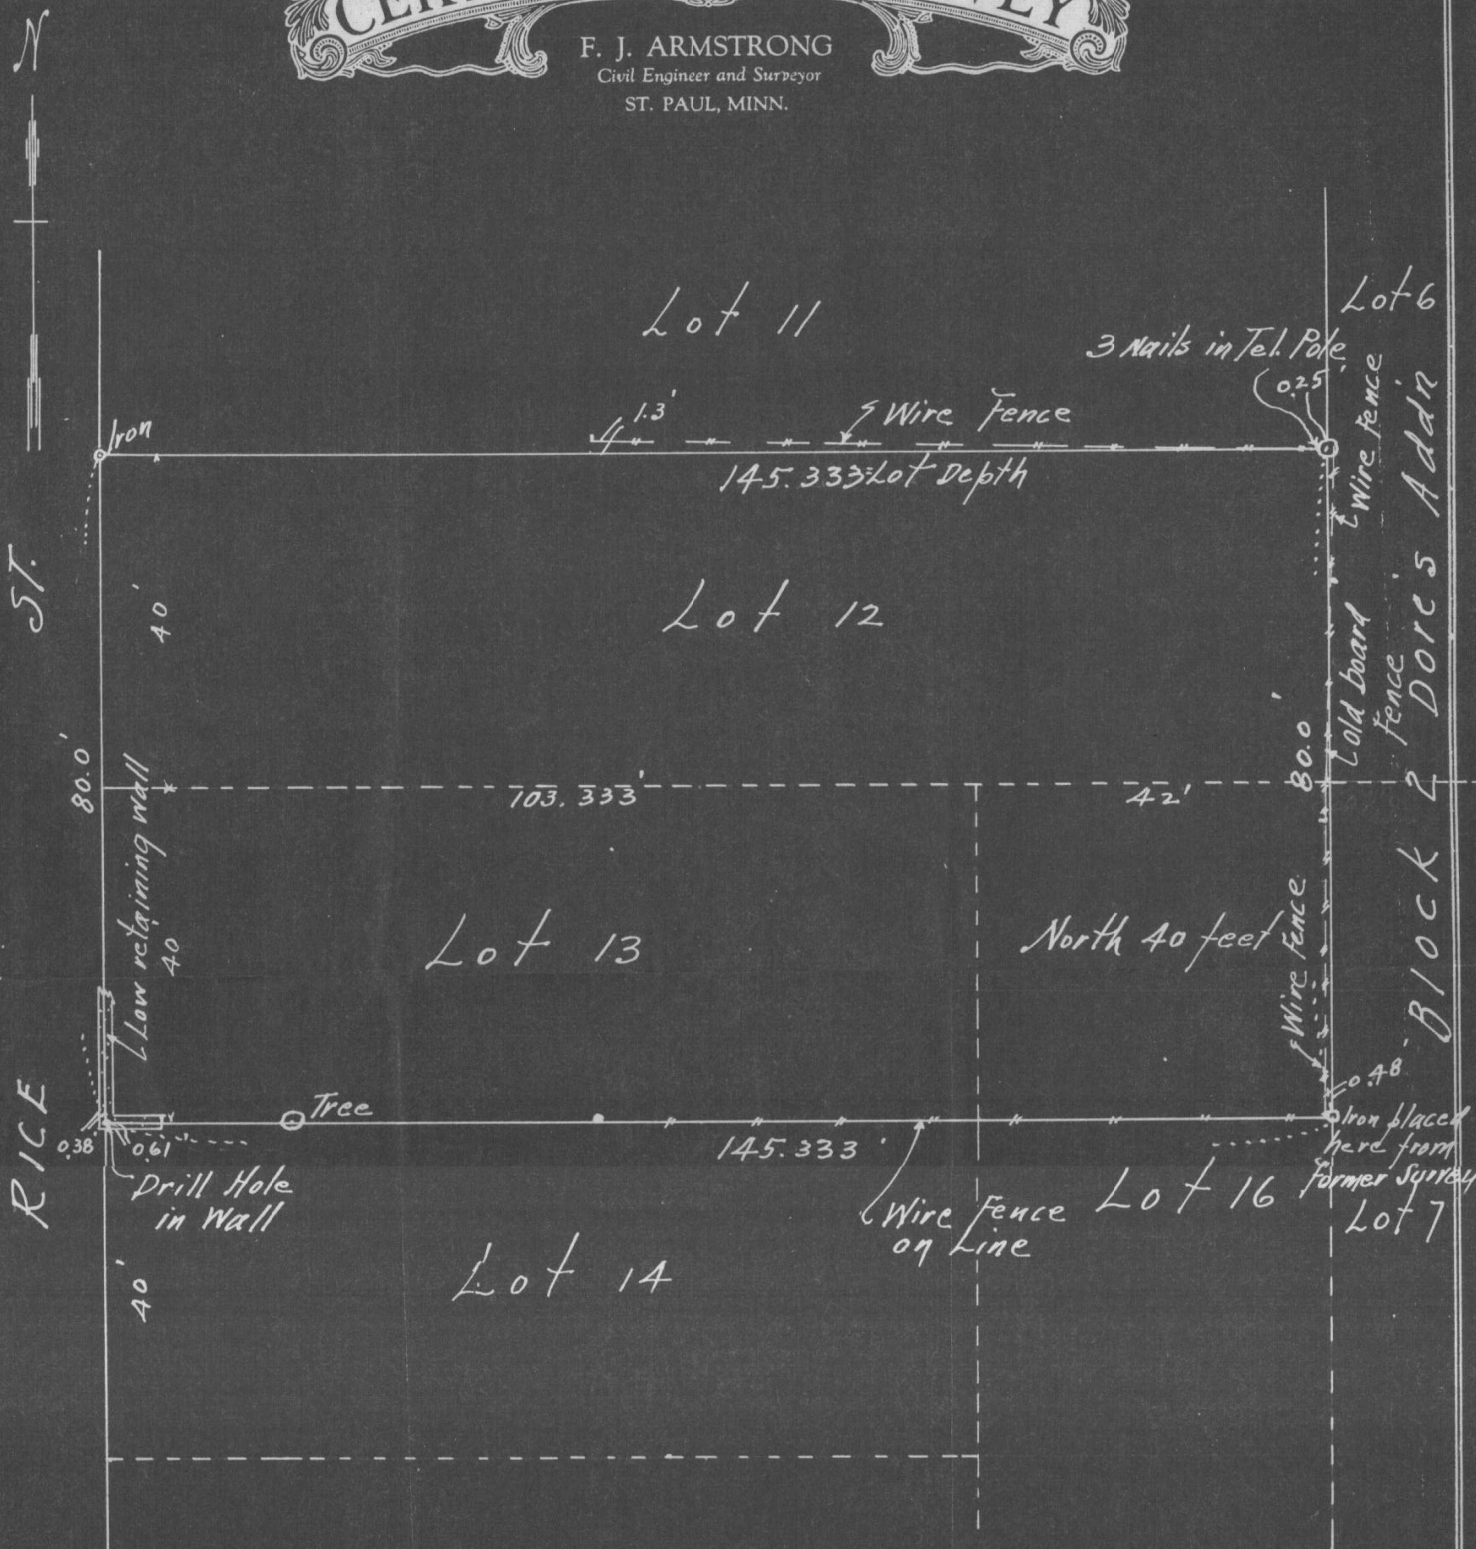 N
F. J. ARMSTRONG
Civil Engineer and Surveyor
ST. PAUL, MINN.
Lot 11
Lot 6
3 Nails in Tel. Pole
0.25'
Iron
1.3'
Wire Fence
145.333' Lot Depth
Wire Fence
RICE ST.
40'
Lot 12
80.0'
80.0'
old board
Fence
Block 2 Dores Addn
103.333'
42'
Low retaining wall
40'
Lot 13
North 40 feet
Wire Fence
0.48'
Tree
Iron placed
here from
Former Survey
0.38'
0.61'
145.333'
Drill Hole
in Wall
Wire Fence
on Line
Lot 16
Lot 7
40'
Lot 14